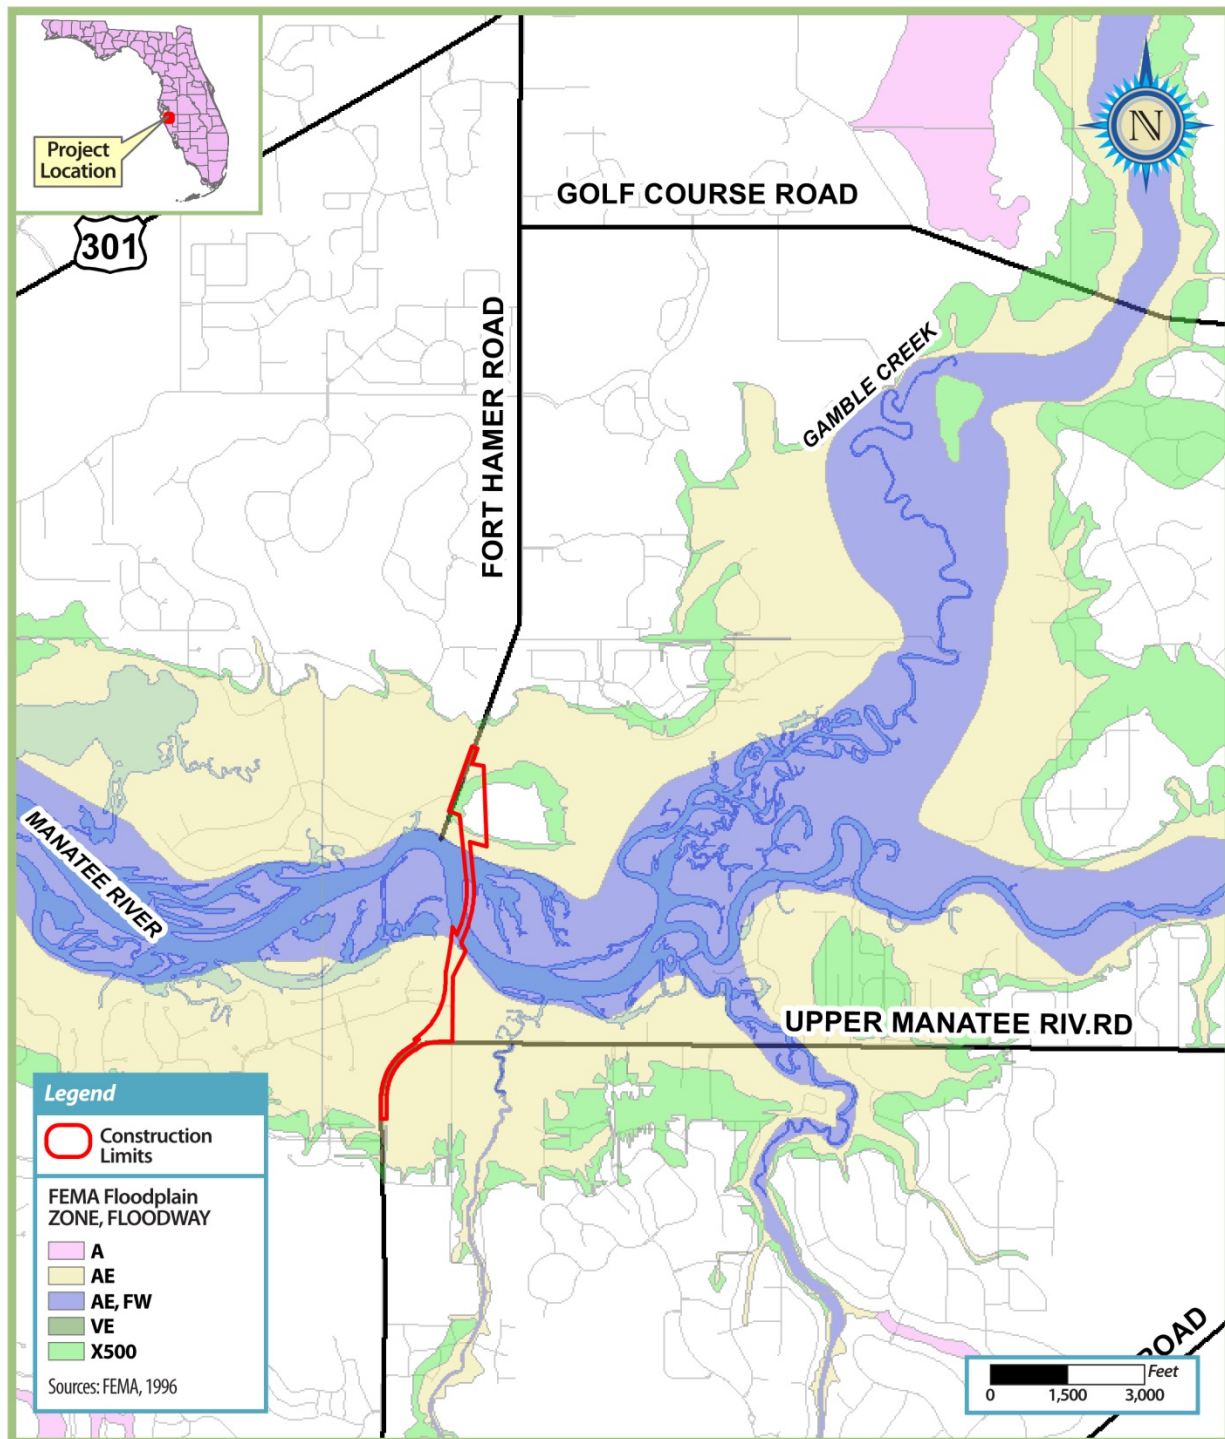 Project
Location
301
N
GOLF COURSE ROAD
FORT HAMER ROAD
GAMBLE CREEK
MANATEE RIVER
UPPER MANATEE RIV.RD
Legend
Construction
Limits
FEMA Floodplain
ZONE, FLOODWAY
A
AE
AE, FW
VE
X500
Sources: FEMA, 1996
ROAD
Feet
0 1,500 3,000